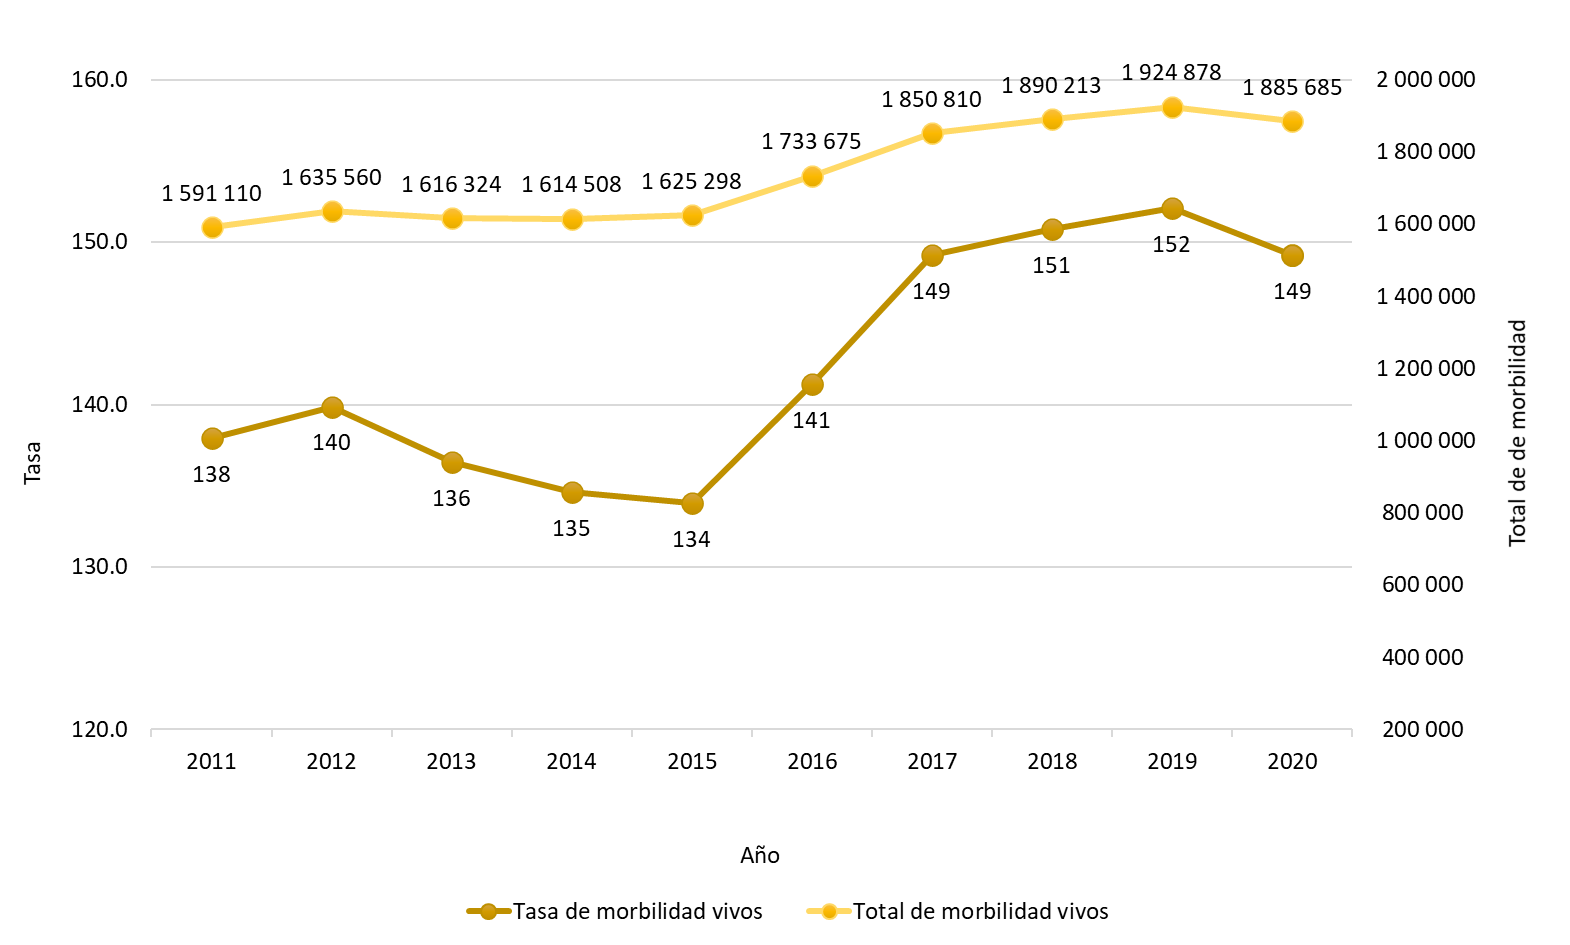 160.0
150.0
140.0
130.0
120.0
Tasa
1 591 110
1 635 560
1 616 324
1 614 508
1 625 298
1 733 675
1 850 810
1 890 213
1 924 878
1 885 685
138
140
136
135
134
141
149
151
152
149
2 000 000
1 800 000
1 600 000
1 400 000
1 200 000
1 000 000
800 000
600 000
400 000
200 000
Total de de morbilidad
2011 2012 2013 2014 2015 2016 2017 2018 2019 2020
Año
Tasa de morbilidad vivos
Total de morbilidad vivos